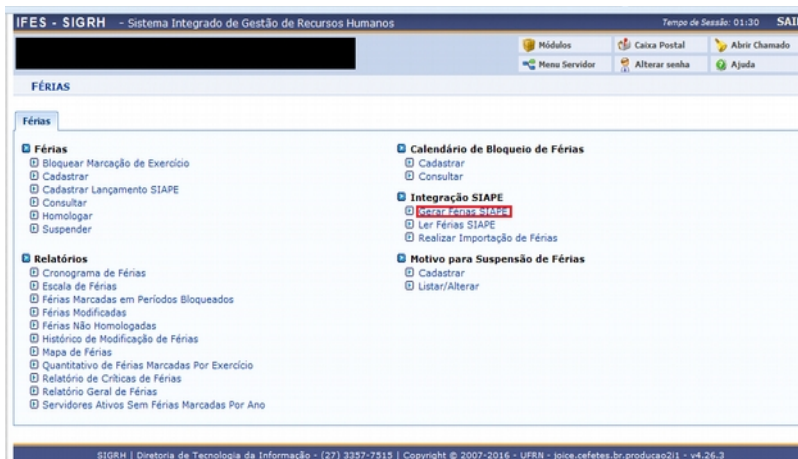 IFES - SIGRH - Sistema Integrado de Gestão de Recursos Humanos
Tempo de Sessão: 01:30 SAI
Módulos
Caixa Postal
Abrir Chamado
Menu Servidor
Alterar senha
Ajuda
FÉRIAS
Férias
Férias
Bloquear Marcação de Exercício
Cadastrar
Cadastrar Lançamento SIAPE
Consultar
Homologar
Suspender
Relatórios
Cronograma de Férias
Escala de Férias
Férias Marcadas em Períodos Bloqueados
Férias Modificadas
Férias Não Homologadas
Histórico de Modificação de Férias
Mapa de Férias
Quantitativo de Férias Marcadas Por Exercício
Relatório de Críticas de Férias
Relatório Geral de Férias
Servidores Ativos Sem Férias Marcadas Por Ano
Calendário de Bloqueio de Férias
Cadastrar
Consultar
Integração SIAPE
Gerar Férias SIAPE
Ler Férias SIAPE
Realizar Importação de Férias
Motivo para Suspensão de Férias
Cadastrar
Listar/Alterar
SIGRH | Diretoria de Tecnologia da Informação - (27) 3357-7515 | Copyright © 2007-2016 - UFRN - joice.cefetes.br.producao2i1 - v4.26.3